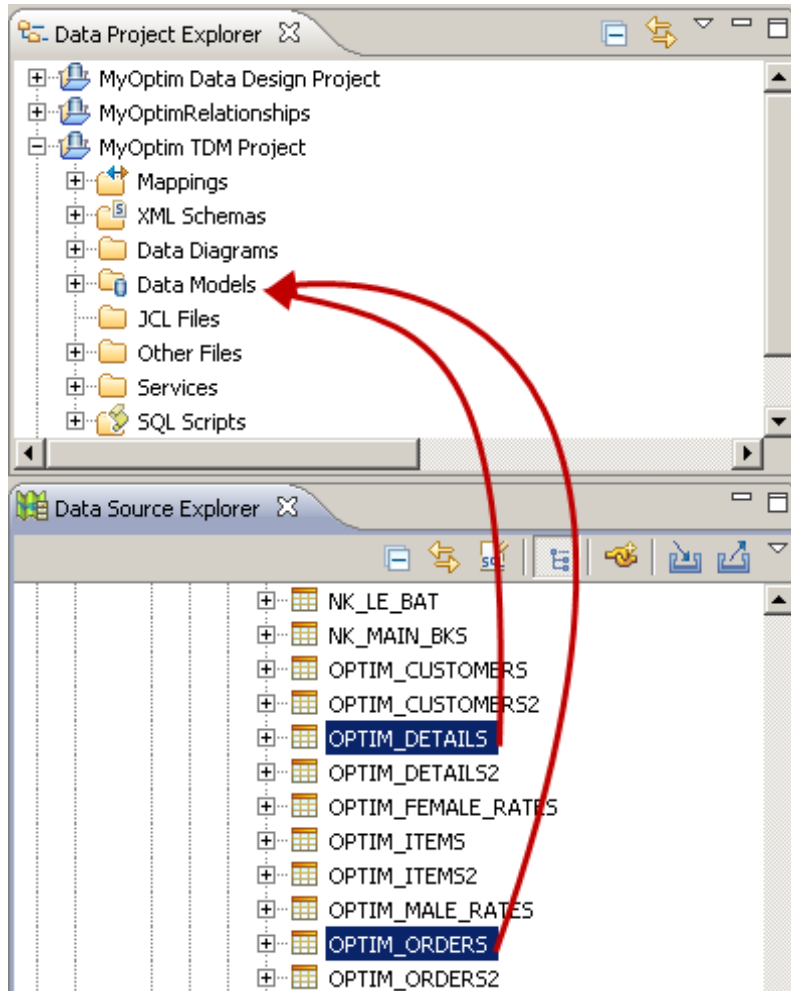 Data Project Explorer
MyOptim Data Design Project
MyOptimRelationships
MyOptim TDM Project
Mappings
XML Schemas
Data Diagrams
Data Models
JCL Files
Other Files
Services
SQL Scripts
Data Source Explorer
NK_LE_BAT
NK_MAIN_BKS
OPTIM_CUSTOMERS
OPTIM_CUSTOMERS2
OPTIM_DETAILS
OPTIM_DETAILS2
OPTIM_FEMALE_RATES
OPTIM_ITEMS
OPTIM_ITEMS2
OPTIM_MALE_RATES
OPTIM_ORDERS
OPTIM_ORDERS2